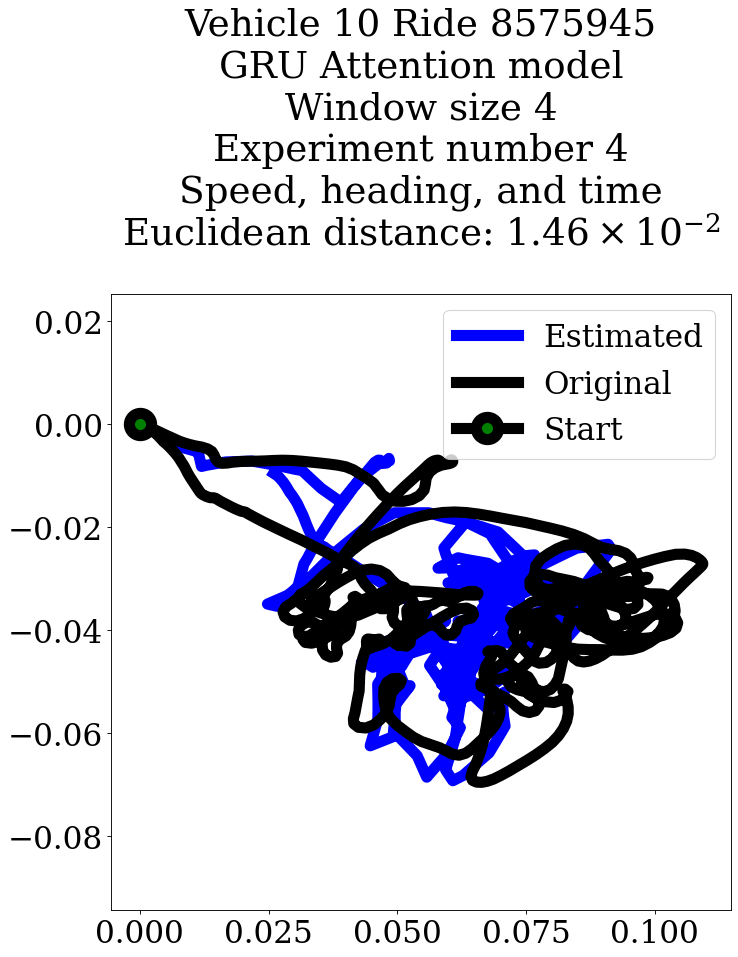 Vehicle 10 Ride 8575945
GRU Attention model
Window size 4
Experiment number 4
Speed, heading, and time
Euclidean distance: 1.46 × 10⁻²
Estimated
Original
Start
0.02
0.00
−0.02
−0.04
−0.06
−0.08
0.000 0.025 0.050 0.075 0.100